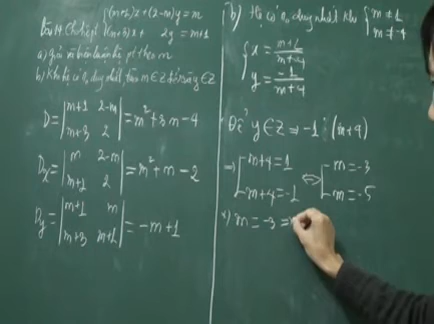 Bài 14 Cho hệ pt { (m+1)x + (2-m)y = m
(m+3)x + 2y = m+1
a) giải và biện luận hệ pt theo m
b) Khi hệ có n₀ duy nhất, tìm m∈Z để n₀ x,y ∈ Z
D = | m+1 2-m
m+3 2 | = m² + 3m - 4
Dx = | m 2-m
m+1 2 | = m² + m - 2
Dy = | m+1 m
m+3 m+1 | = -m + 1
b) Hệ có n₀ duy nhất khi { m ≠ 1
m ≠ -4
{ x = m+2 / m+4
y = -1 / m+4
Để y ∈ Z ⇒ -1 ⋮ (m+4)
⇒ [ m+4 = 1
m+4 = -1
⇔ [ m = -3
m = -5
*) m = -3 =